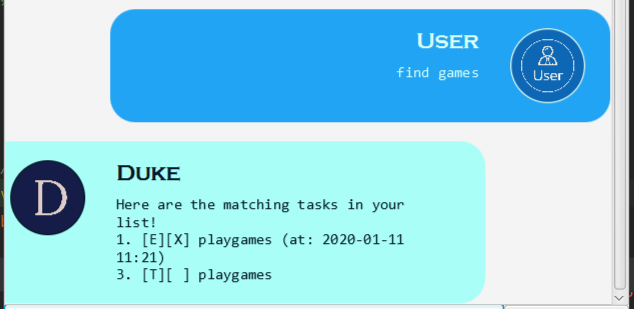 User
find games
User
D
Duke
Here are the matching tasks in your
list!
1. [E][X] playgames (at: 2020-01-11
11:21)
3. [T][ ] playgames